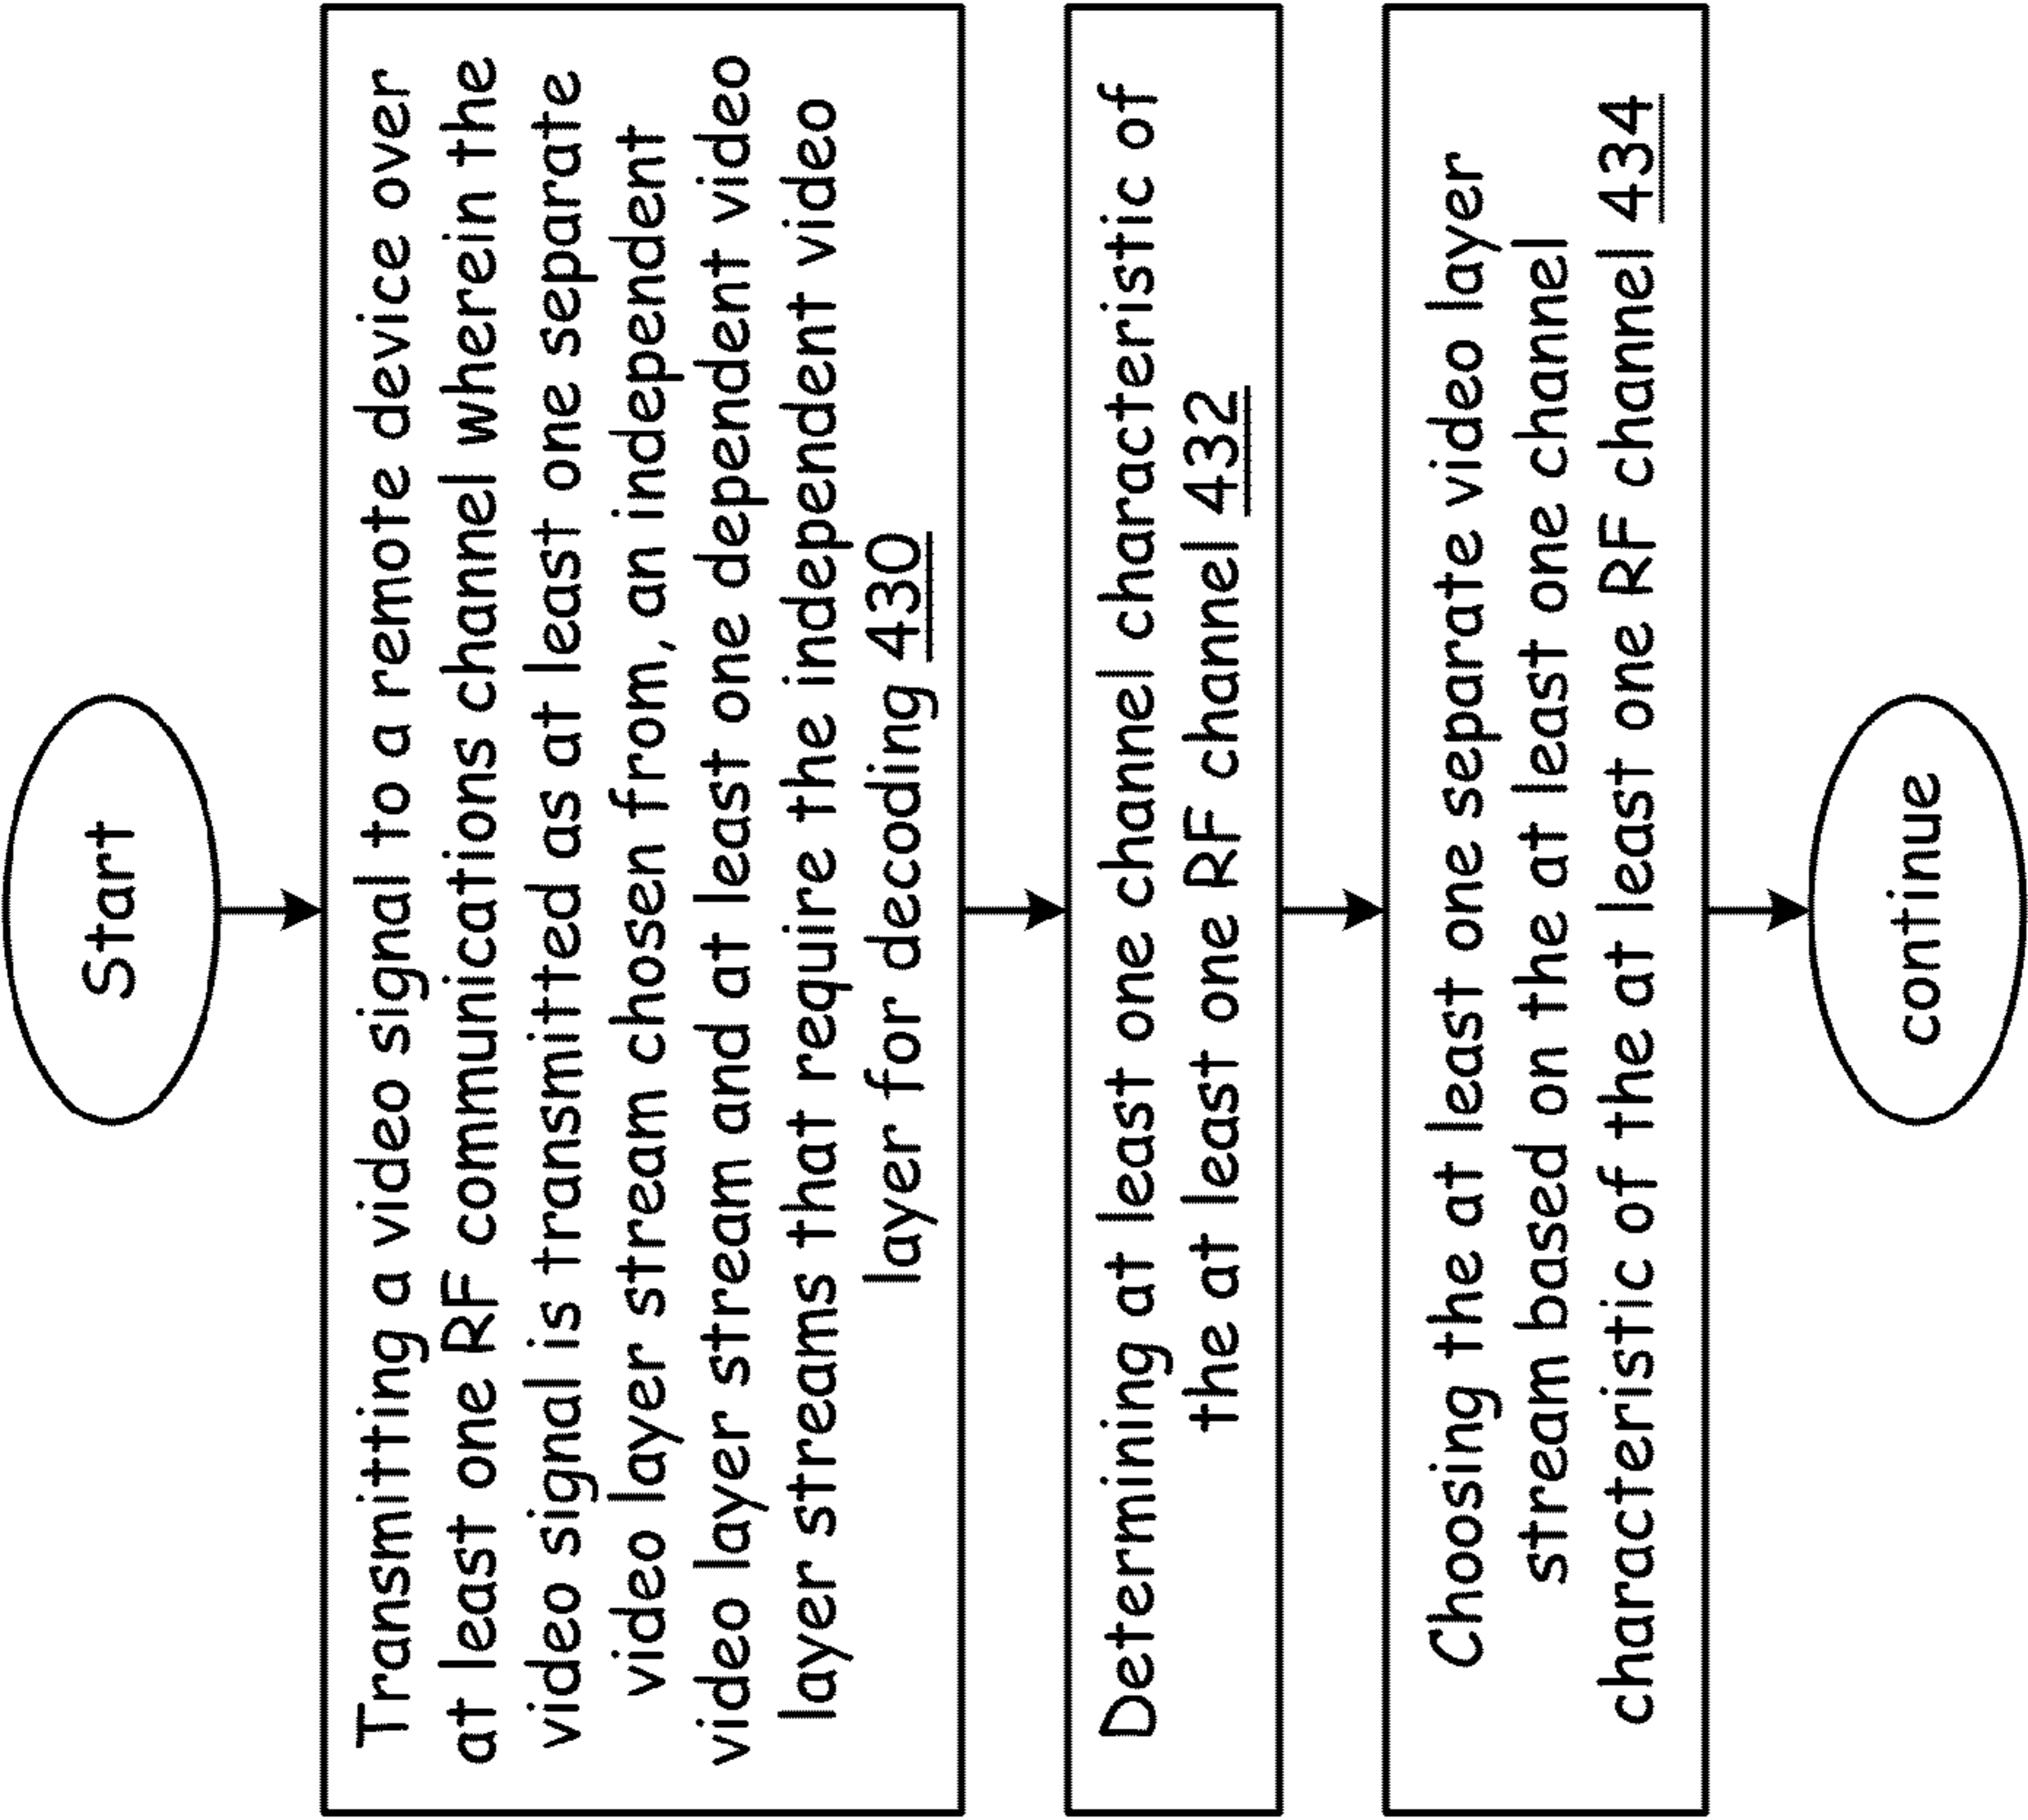 Start
Transmitting a video signal to a remote device over
at least one RF communications channel wherein the
video signal is transmitted as at least one separate
video layer stream chosen from, an independent
video layer stream and at least one dependent video
layer streams that require the independent video
layer for decoding 430
Determining at least one channel characteristic of
the at least one RF channel 432
Choosing the at least one separate video layer
stream based on the at least one channel
characteristic of the at least one RF channel 434
continue